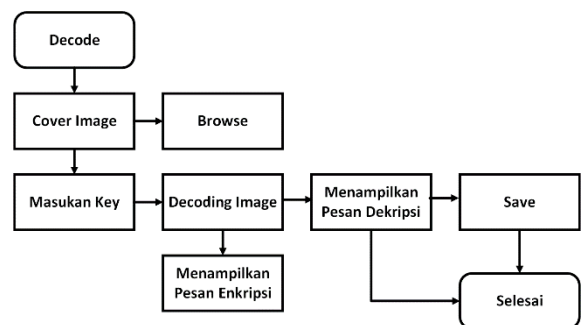 Decode
Cover Image
Browse
Masukan Key
Decoding Image
Menampilkan
Pesan Dekripsi
Save
Menampilkan
Pesan Enkripsi
Selesai